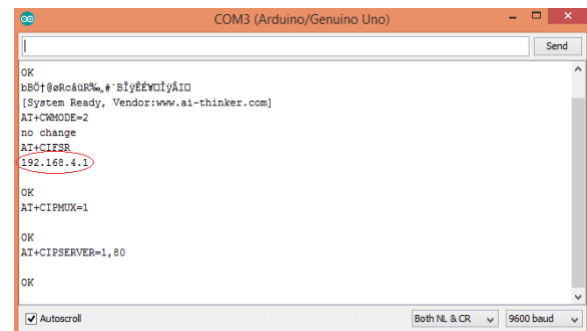 COM3 (Arduino/Genuino Uno)
Send
OK
[System Ready, Vendor:www.ai-thinker.com]
AT+CWMODE=2
no change
AT+CIFSR
192.168.4.1
OK
AT+CIPMUX=1
OK
AT+CIPSERVER=1,80
OK
Autoscroll
Both NL & CR
9600 baud